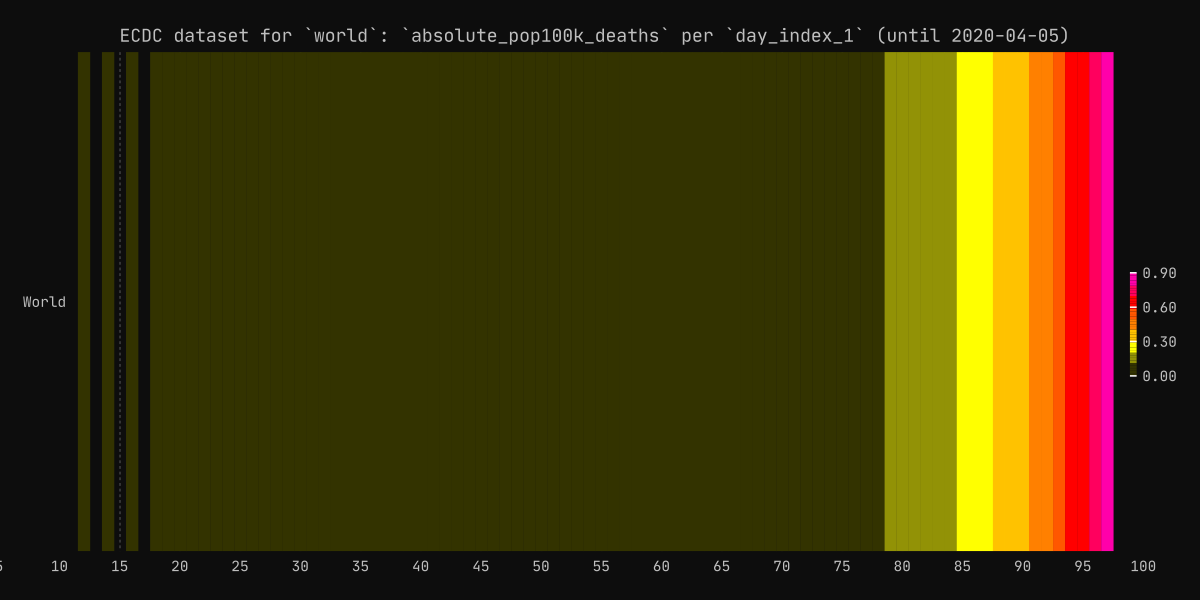 ECDC dataset for `world`: `absolute_pop100k_deaths` per `day_index_1` (until 2020-04-05)
World
0.90
0.60
0.30
0.00
5 10 15 20 25 30 35 40 45 50 55 60 65 70 75 80 85 90 95 100